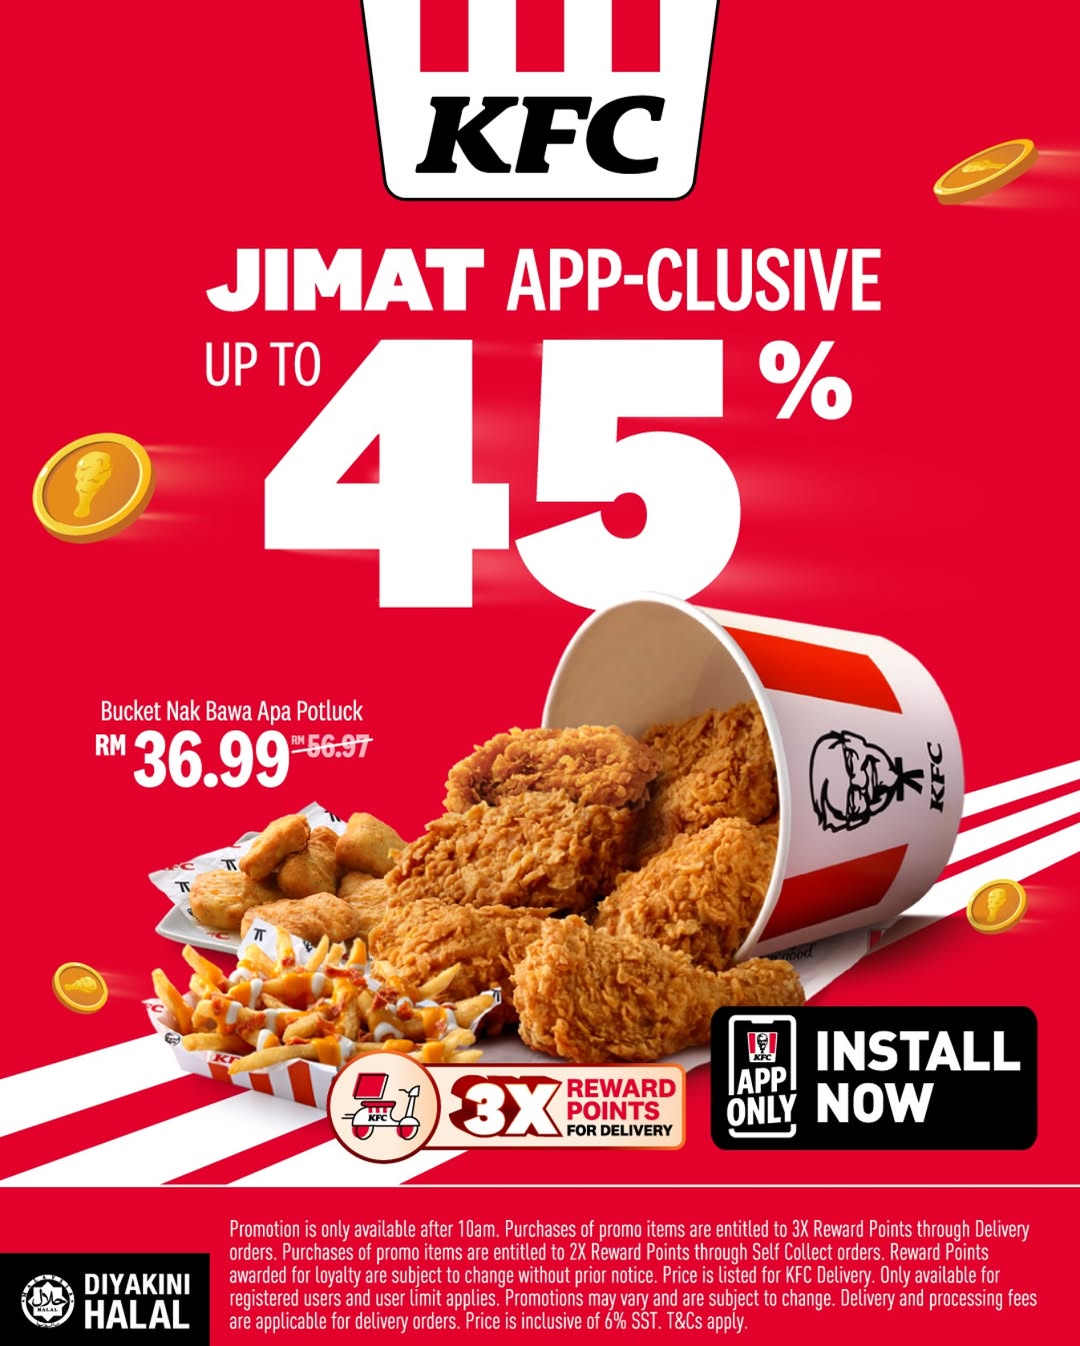 KFC
JIMAT APP-CLUSIVE
UP TO 45%
Bucket Nak Bawa Apa Potluck
RM 36.99 RM 56.97
KFC
good
KFC
APP
ONLY
INSTALL
NOW
KFC
3X
REWARD
POINTS
FOR DELIVERY
Promotion is only available after 10am. Purchases of promo items are entitled to 3X Reward Points through Delivery
orders. Purchases of promo items are entitled to 2X Reward Points through Self Collect orders. Reward Points
awarded for loyalty are subject to change without prior notice. Price is listed for KFC Delivery. Only available for
registered users and user limit applies. Promotions may vary and are subject to change. Delivery and processing fees
are applicable for delivery orders. Price is inclusive of 6% SST. T&Cs apply.
حلال
HALAL
DIYAKINI
HALAL